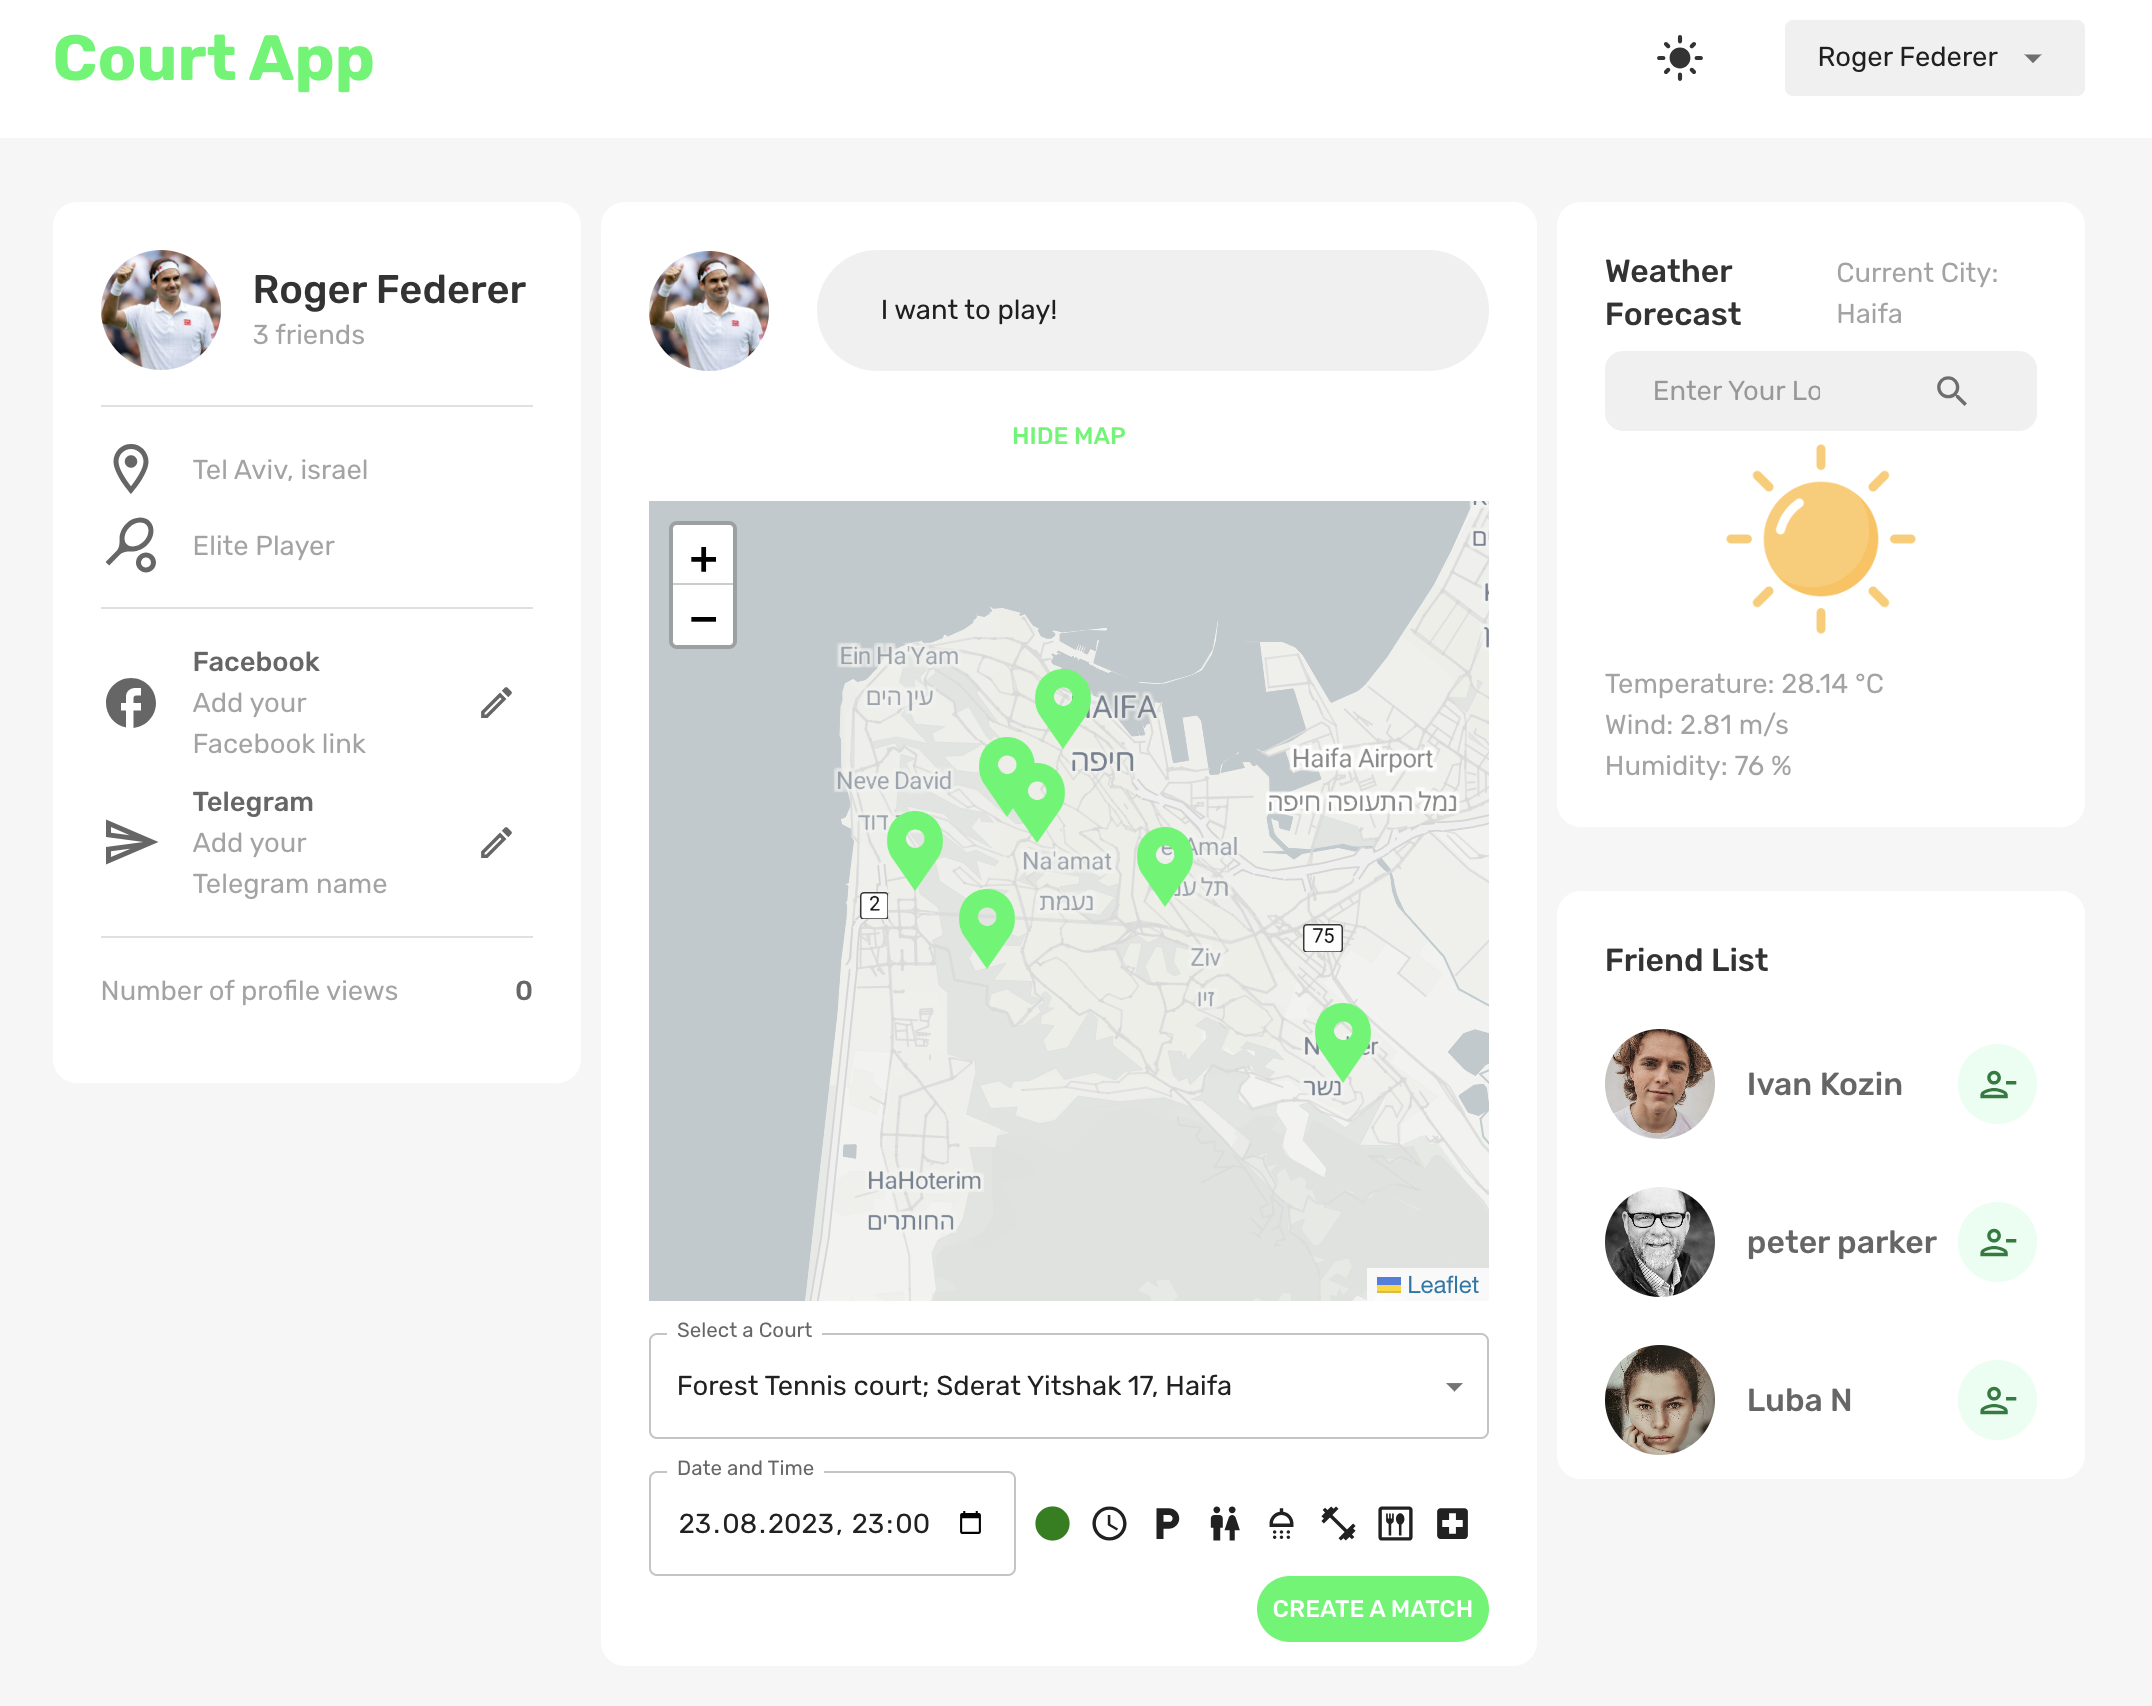 Court App
Roger Federer
Roger Federer
3 friends
Tel Aviv, israel
Elite Player
Facebook
Add your
Facebook link
Telegram
Add your
Telegram name
Number of profile views 0
I want to play!
HIDE MAP
+
−
Ein Ha'Yam
עין הים
חיפה
Haifa Airport
נמל התעופה חיפה
Neve David
דוד
Na'amat
נעמת
2
75
Ziv
זיו
נשר
HaHoterim
החותרים
Leaflet
Select a Court
Forest Tennis court; Sderat Yitshak 17, Haifa
Date and Time
23.08.2023, 23:00
P
CREATE A MATCH
Weather
Forecast
Current City:
Haifa
Enter Your Lo
Temperature: 28.14 °C
Wind: 2.81 m/s
Humidity: 76 %
Friend List
Ivan Kozin
peter parker
Luba N